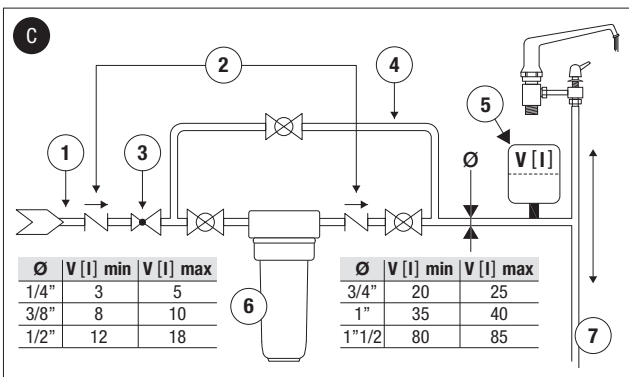 C
2
4
5
1
3
Ø
V [l]
Ø V [l] min V [l] max
1/4” 3 5
3/8” 8 10
1/2” 12 18
6
Ø V [l] min V [l] max
3/4” 20 25
1” 35 40
1”1/2 80 85
7